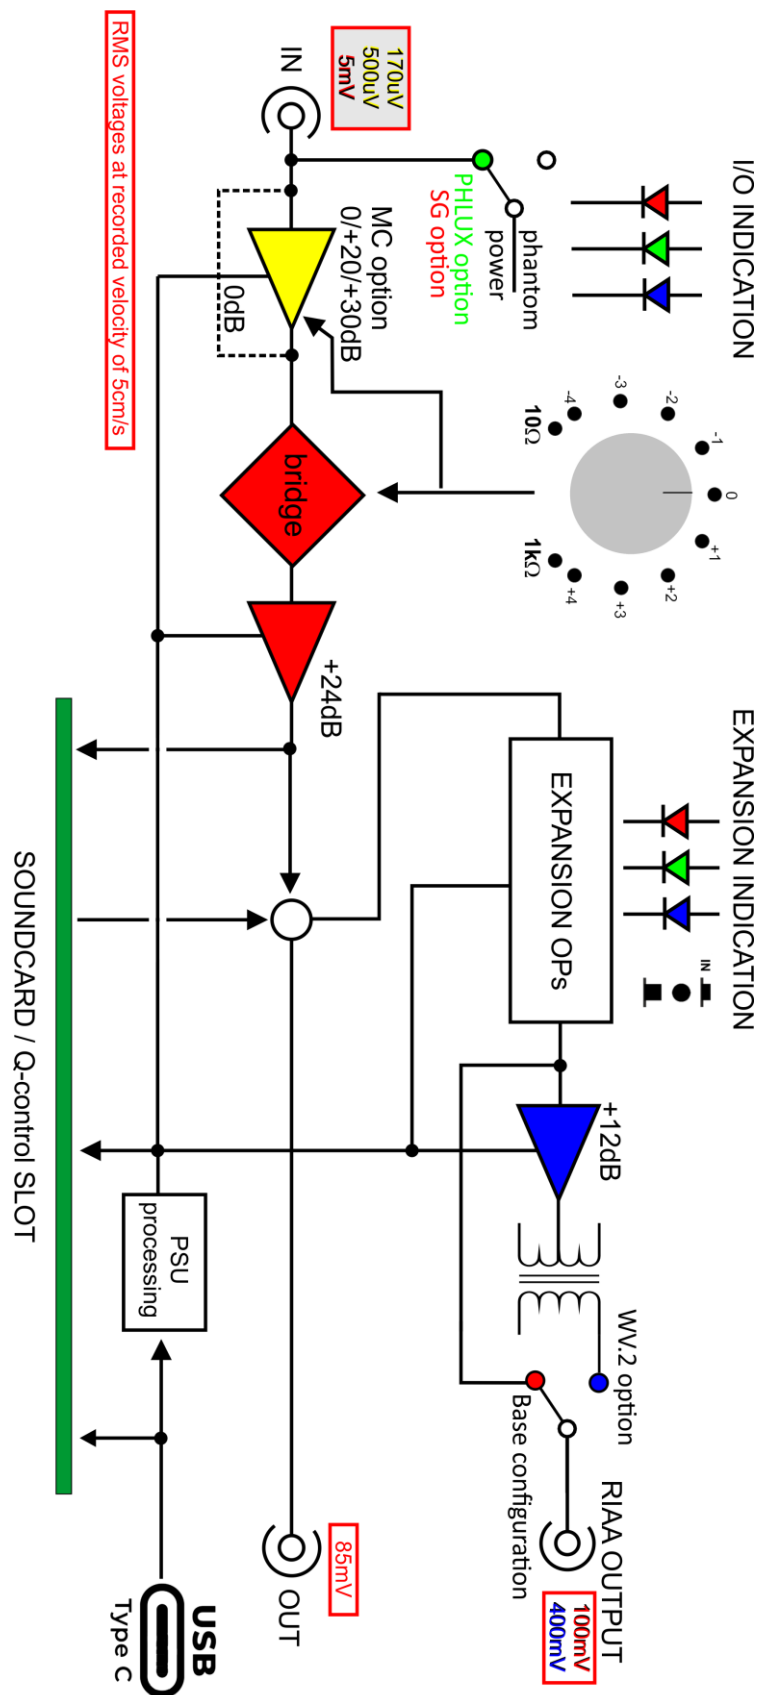 I/O INDICATION
EXPANSION INDICATION
IN
-4
-3
-2
-1
0
+1
+2
+3
+4
10Ω
1kΩ
phantom
power
PHLUX option
SG option
EXPANSION OPs
+12dB
WV.2 option
Base configuration
RIAA OUTPUT
100mV
400mV
170uV
500uV
5mV
IN
MC option
0/+20/+30dB
0dB
bridge
+24dB
85mV
OUT
PSU
processing
USB
Type C
RMS voltages at recorded velocity of 5cm/s
SOUNDCARD / Q-control SLOT